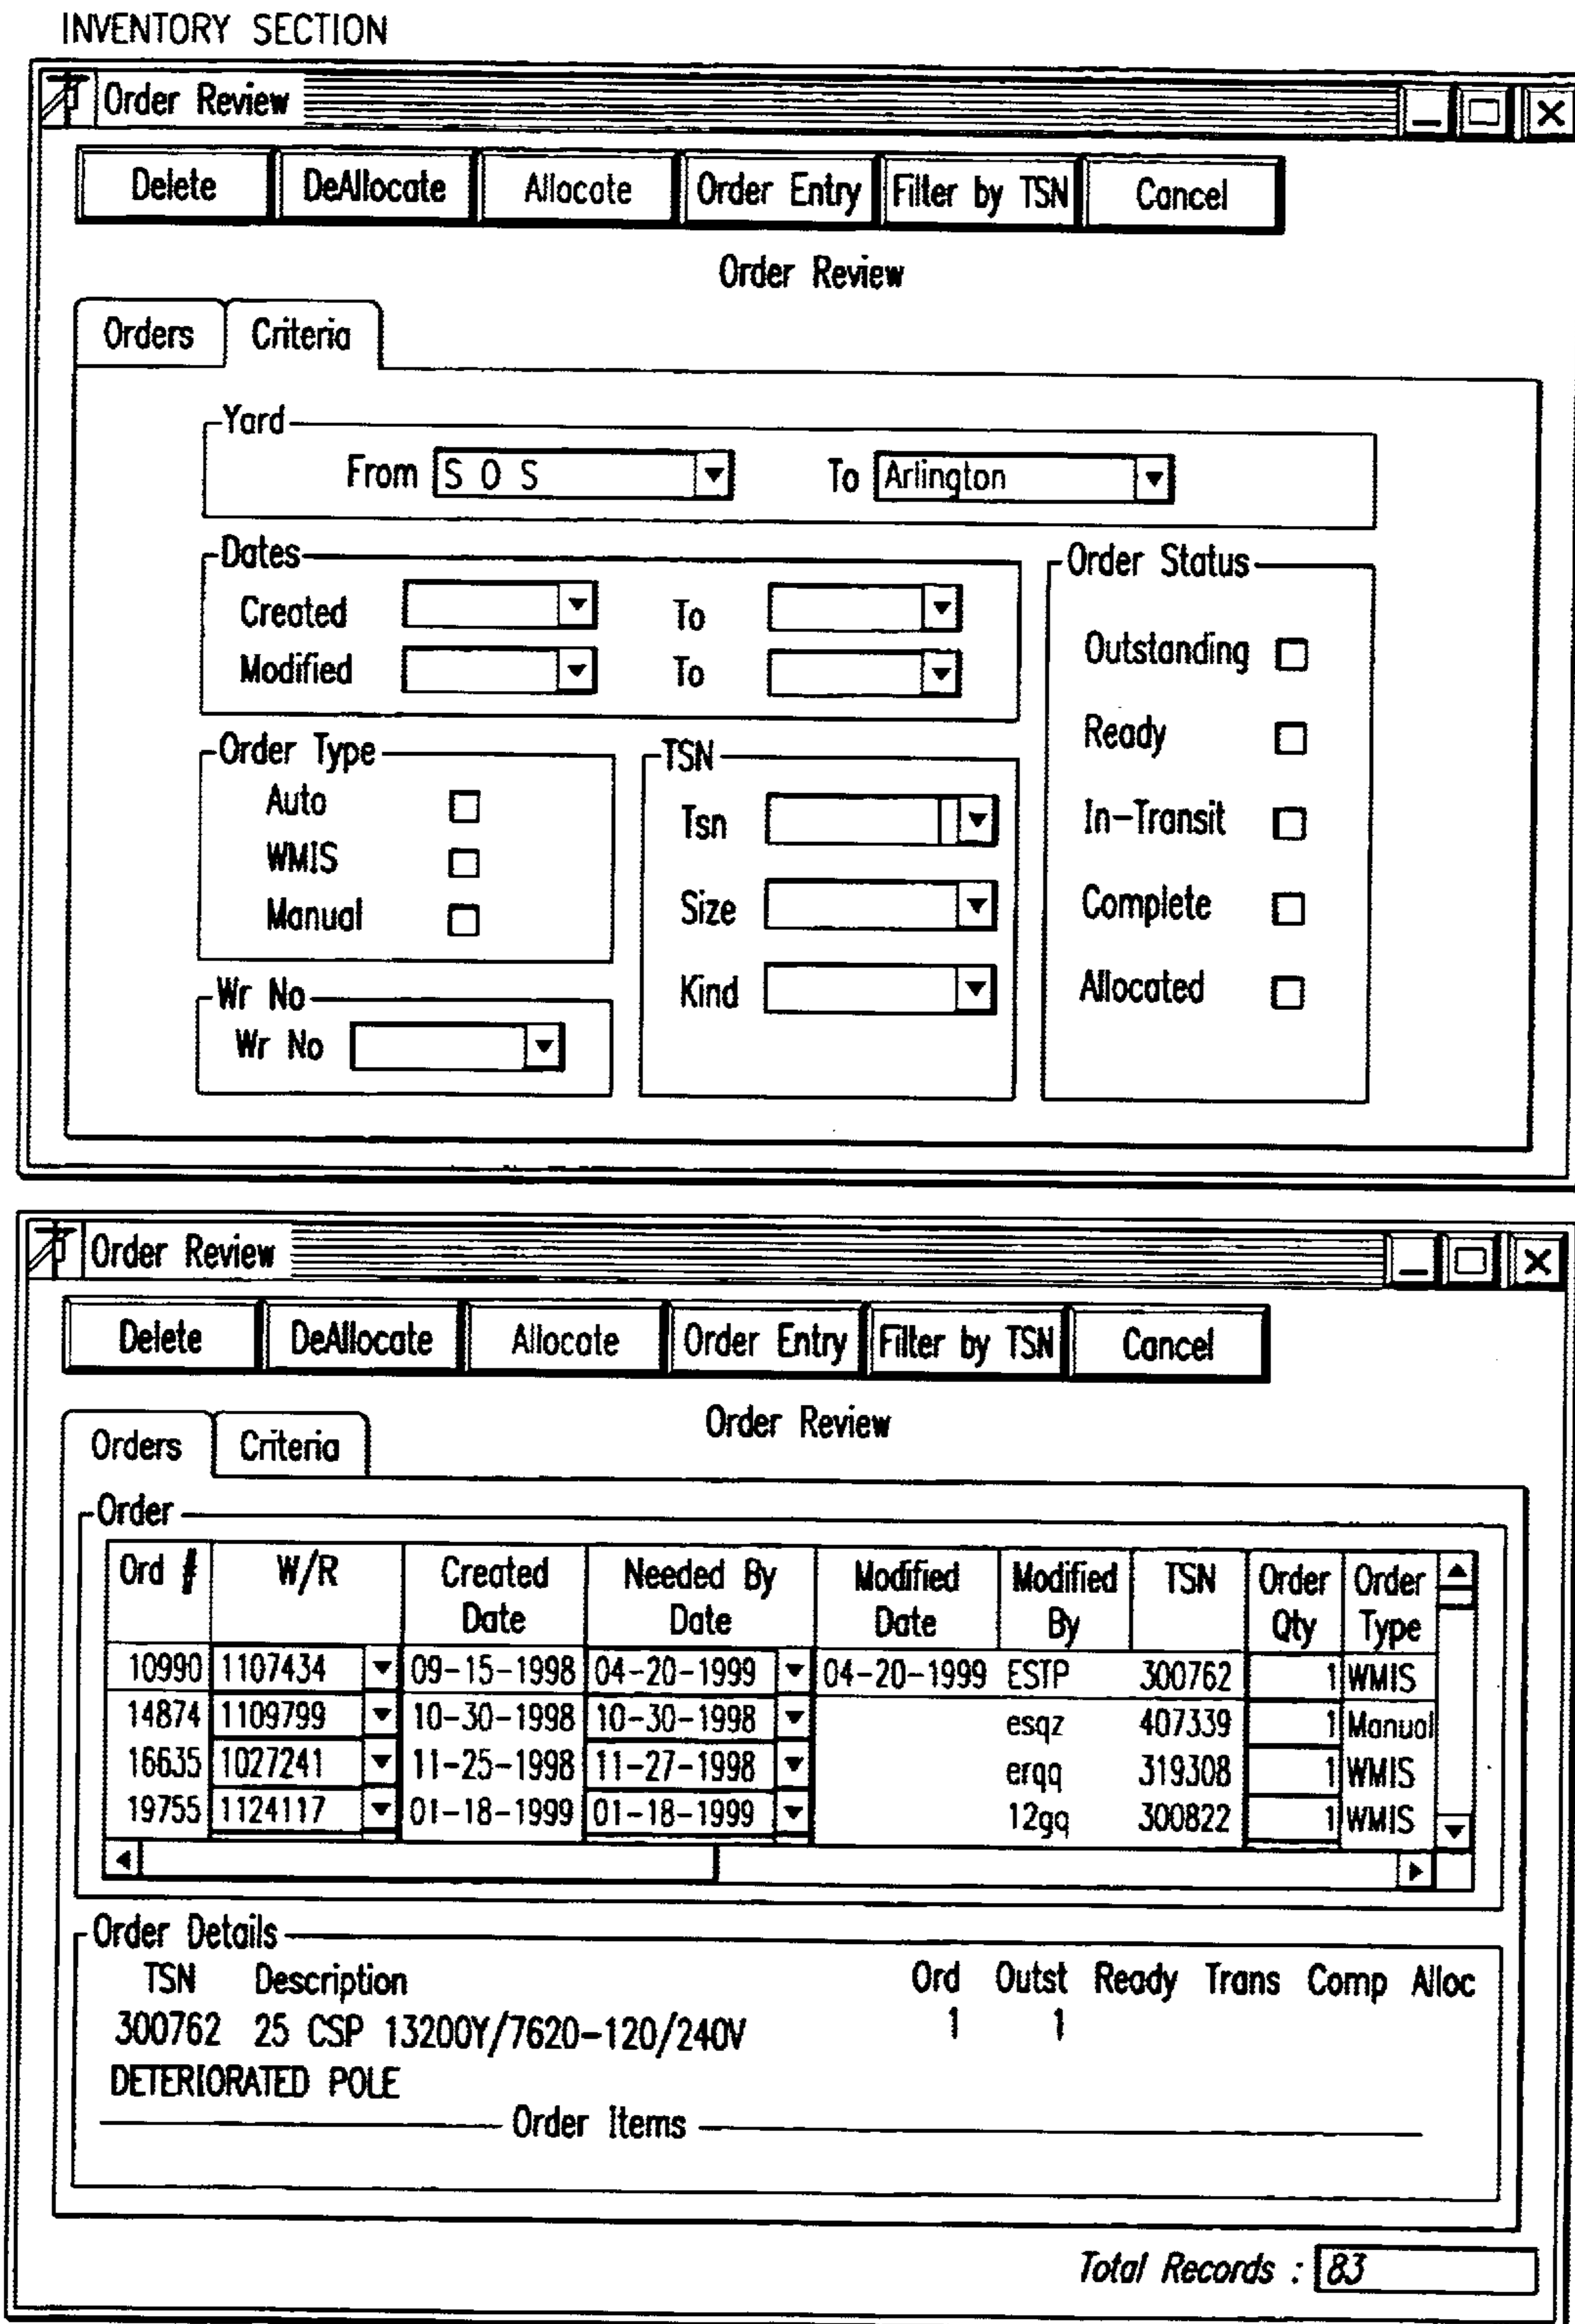 INVENTORY SECTION
Order Review
Delete DeAllocate Allocate Order Entry Filter by TSN Cancel
Order Review
Orders Criteria
Yard
From S O S To Arlington
Dates
Created To
Modified To
Order Status
Outstanding
Ready
In-Transit
Complete
Allocated
Order Type
Auto
WMIS
Manual
TSN
Tsn
Size
Kind
Wr No
Wr No
Order Review
Delete DeAllocate Allocate Order Entry Filter by TSN Cancel
Order Review
Orders Criteria
Order
Ord # W/R Created Needed By Modified Modified TSN Order Order
Date Date Date By Qty Type
10990 1107434 09-15-1998 04-20-1999 04-20-1999 ESTP 300762 1 WMIS
14874 1109799 10-30-1998 10-30-1998 esqz 407339 1 Manual
16635 1027241 11-25-1998 11-27-1998 erqq 319308 1 WMIS
19755 1124117 01-18-1999 01-18-1999 12gq 300822 1 WMIS
Order Details
TSN Description Ord Outst Ready Trans Comp Alloc
300762 25 CSP 13200Y/7620-120/240V 1 1
DETERIORATED POLE
Order Items
Total Records : 83